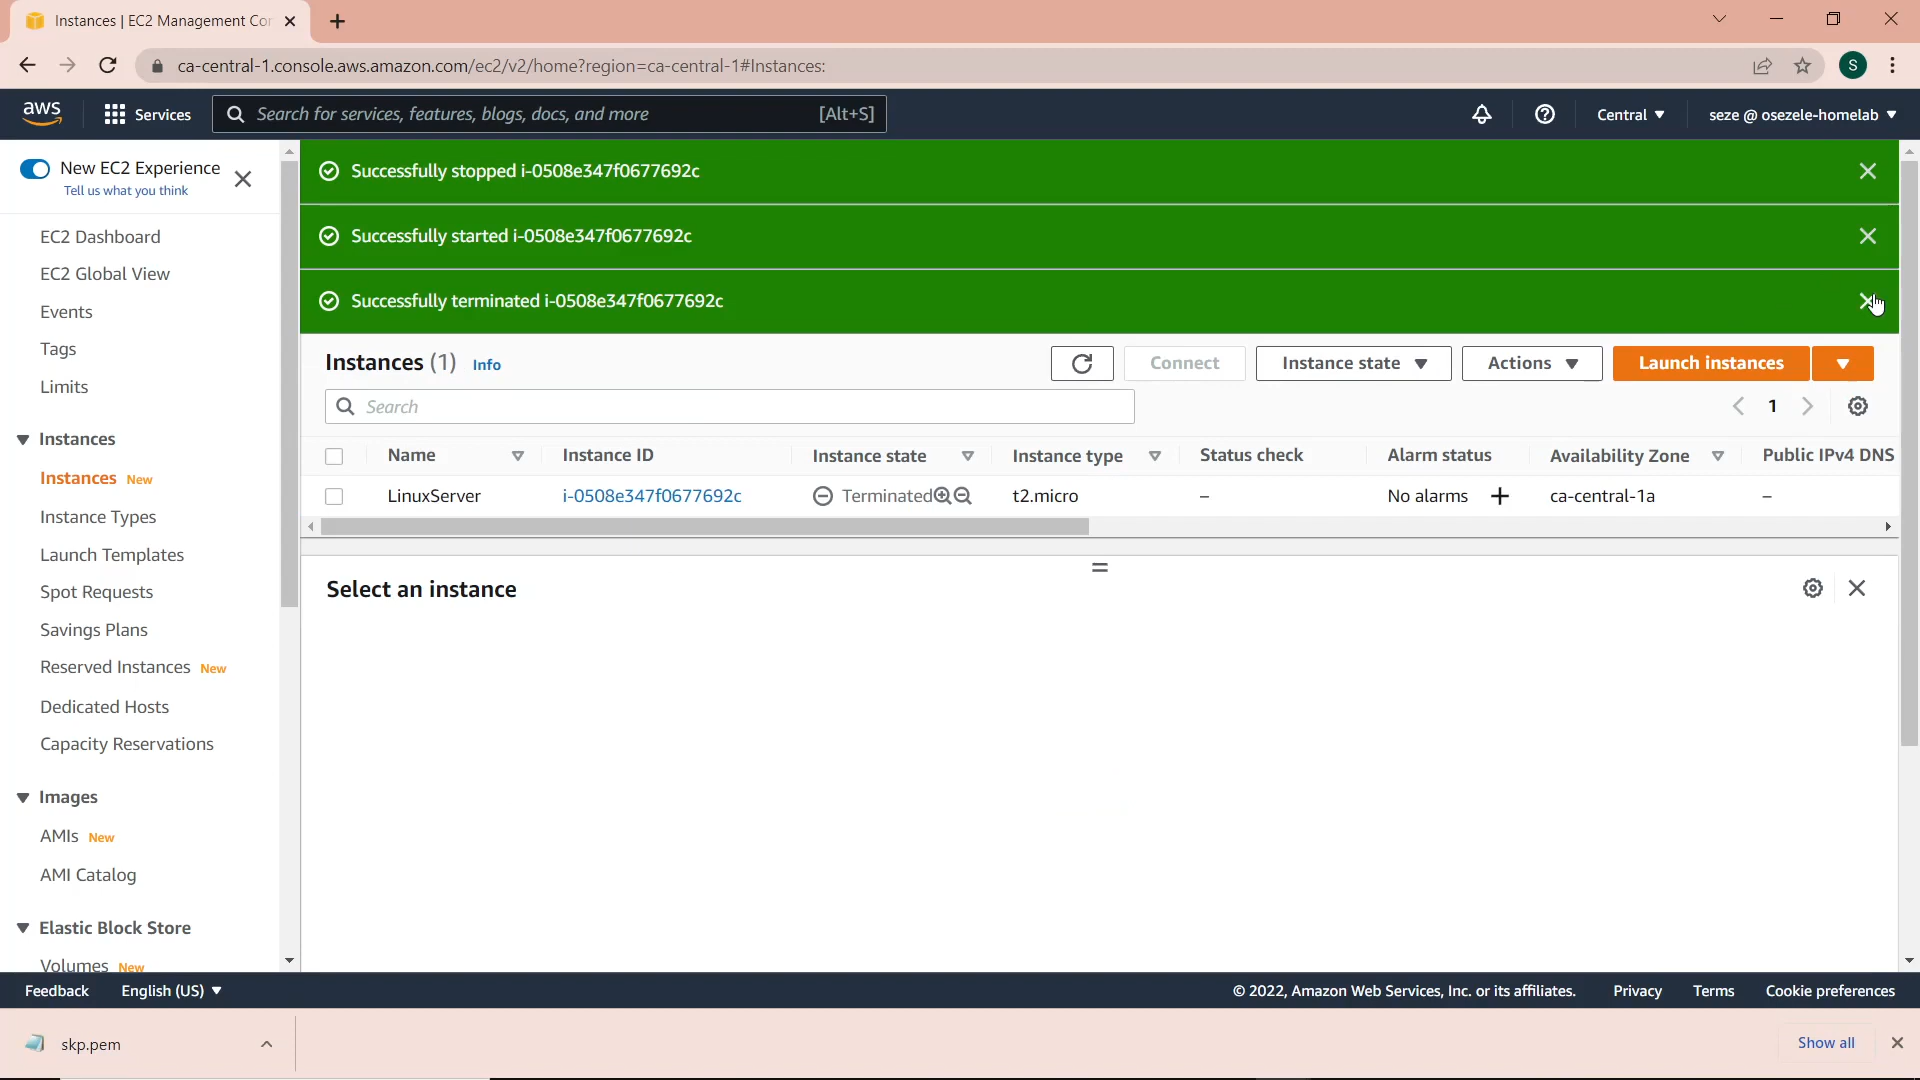 Instances | EC2 Management Cor
ca-central-1.console.aws.amazon.com/ec2/v2/home?region=ca-central-1#Instances:
S
aws
Services
Search for services, features, blogs, docs, and more
[Alt+S]
Central
seze @ osezele-homelab
New EC2 Experience
Tell us what you think
EC2 Dashboard
EC2 Global View
Events
Tags
Limits
Instances
Instances New
Instance Types
Launch Templates
Spot Requests
Savings Plans
Reserved Instances New
Dedicated Hosts
Capacity Reservations
Images
AMIs New
AMI Catalog
Elastic Block Store
Volumes New
Successfully stopped i-0508e347f0677692c
Successfully started i-0508e347f0677692c
Successfully terminated i-0508e347f0677692c
Instances (1) Info
Connect
Instance state
Actions
Launch instances
Search
1
Name Instance ID Instance state Instance type Status check Alarm status Availability Zone Public IPv4 DNS
LinuxServer i-0508e347f0677692c Terminated t2.micro – No alarms + ca-central-1a –
Select an instance
Feedback English (US) © 2022, Amazon Web Services, Inc. or its affiliates. Privacy Terms Cookie preferences
skp.pem
Show all